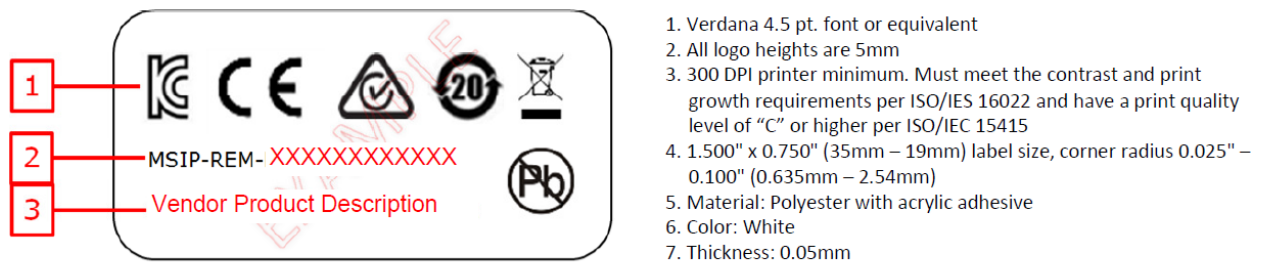 1
2
3
CE
20
MSIP-REM- XXXXXXXXXXXX
Pb
Vendor Product Description
EXAMPLE
1. Verdana 4.5 pt. font or equivalent
2. All logo heights are 5mm
3. 300 DPI printer minimum. Must meet the contrast and print
growth requirements per ISO/IES 16022 and have a print quality
level of “C” or higher per ISO/IEC 15415
4. 1.500" x 0.750" (35mm – 19mm) label size, corner radius 0.025" –
0.100" (0.635mm – 2.54mm)
5. Material: Polyester with acrylic adhesive
6. Color: White
7. Thickness: 0.05mm